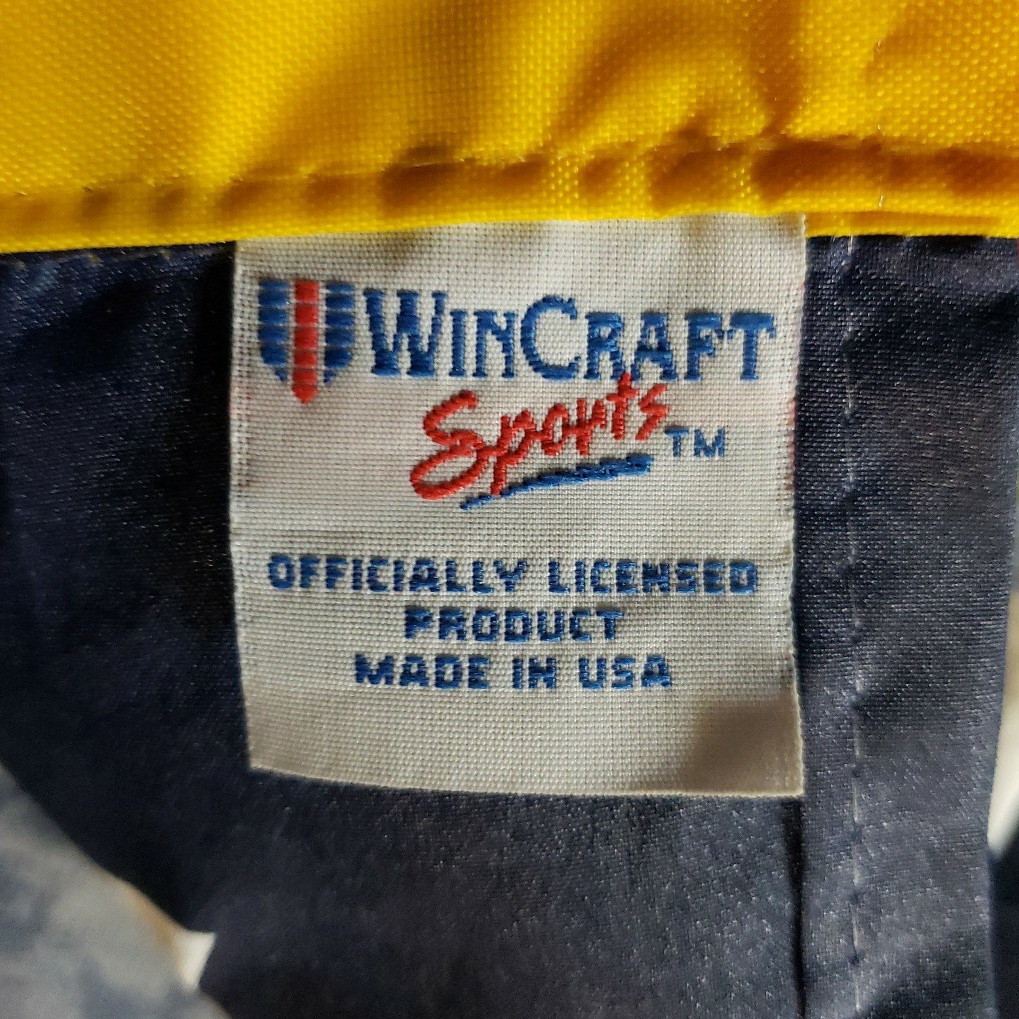 WINCRAFT
Sports TM
OFFICIALLY LICENSED
PRODUCT
MADE IN USA